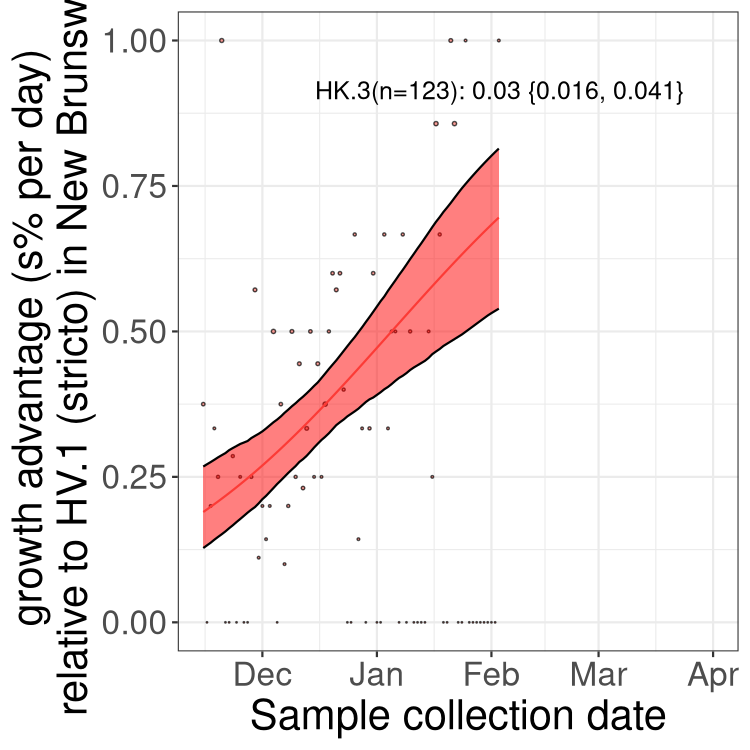 growth advantage (s% per day)
relative to HV.1 (stricto) in New Brunsw
1.00
0.75
0.50
0.25
0.00
HK.3(n=123): 0.03 {0.016, 0.041}
Dec Jan Feb Mar Apr
Sample collection date